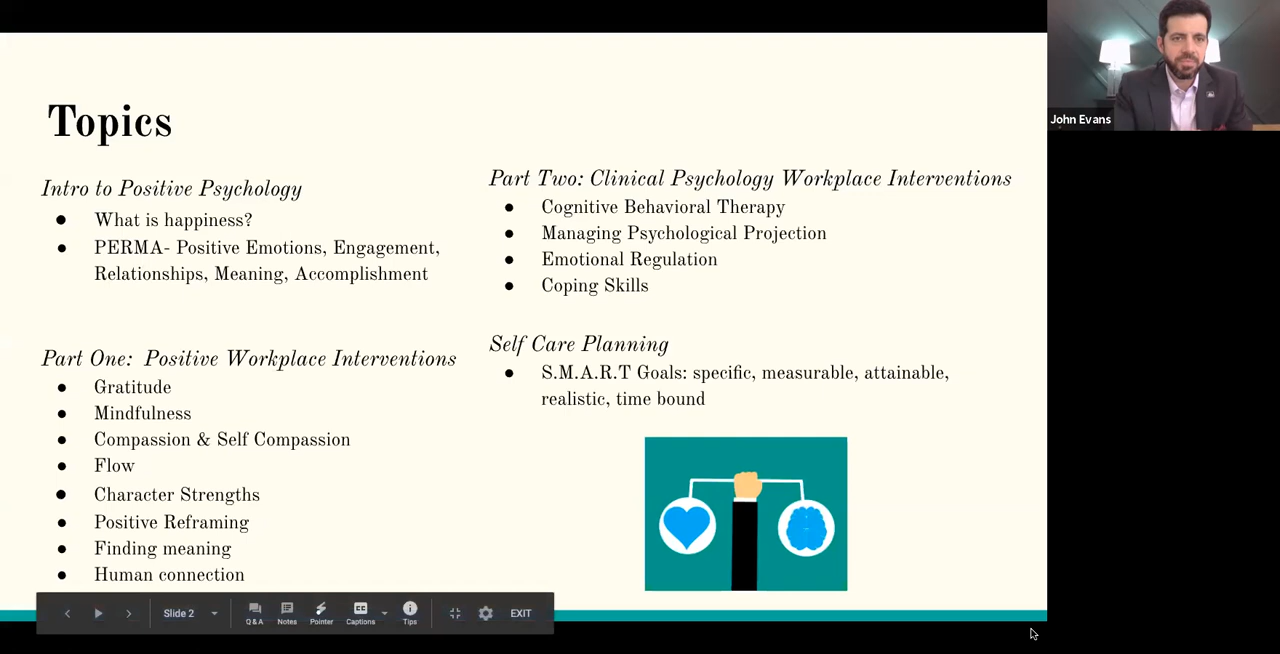 Topics
Intro to Positive Psychology
● What is happiness?
● PERMA- Positive Emotions, Engagement,
Relationships, Meaning, Accomplishment
Part One:  Positive Workplace Interventions
● Gratitude
● Mindfulness
● Compassion & Self Compassion
● Flow
● Character Strengths
● Positive Reframing
● Finding meaning
● Human connection
Part Two: Clinical Psychology Workplace Interventions
● Cognitive Behavioral Therapy
● Managing Psychological Projection
● Emotional Regulation
● Coping Skills
Self Care Planning
● S.M.A.R.T Goals: specific, measurable, attainable,
realistic, time bound
John Evans
Slide 2
Q & A
Notes
Pointer
CC
Captions
Tips
EXIT